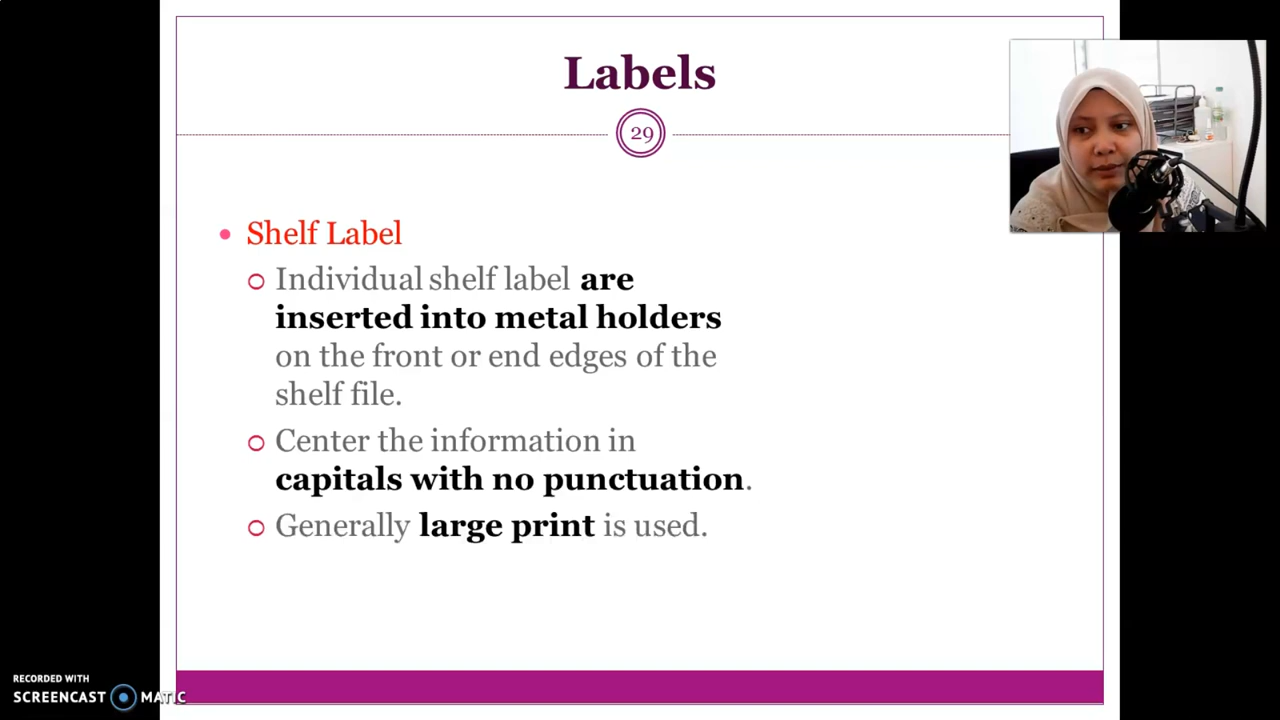 Labels
29
Shelf Label
Individual shelf label are
inserted into metal holders
on the front or end edges of the
shelf file.
Center the information in
capitals with no punctuation.
Generally large print is used.
RECORDED WITH
SCREENCAST MATIC